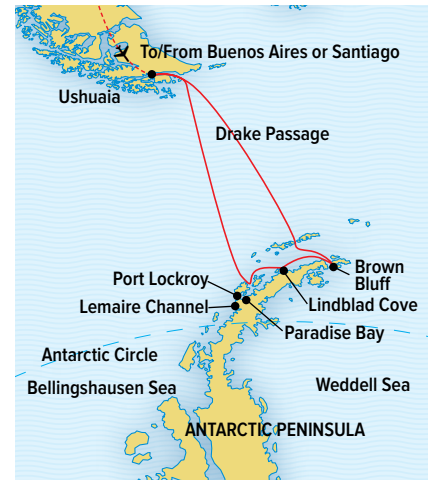 To/From Buenos Aires or Santiago
Ushuaia
Drake Passage
Port Lockroy
Brown
Bluff
Lemaire Channel
Lindblad Cove
Paradise Bay
Antarctic Circle
Bellingshausen Sea
Weddell Sea
ANTARCTIC PENINSULA